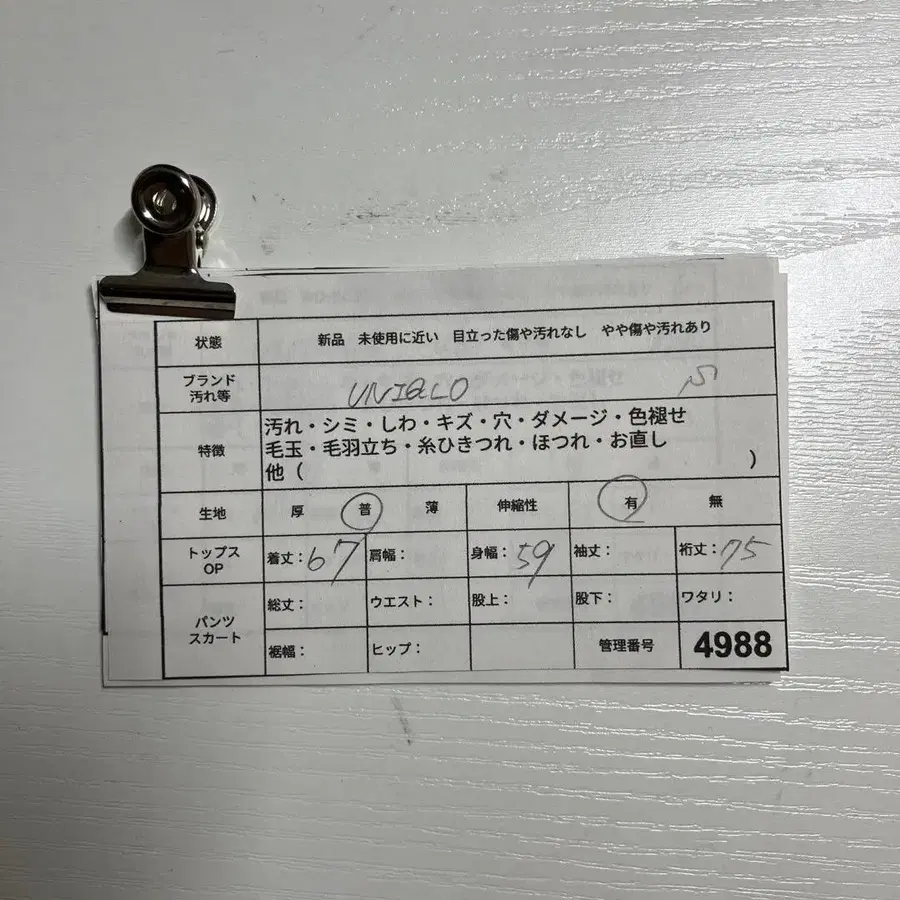 状態 新品 未使用に近い 目立った傷や汚れなし やや傷や汚れあり
ブランド
汚れ等 UNIQLO S
特徴 汚れ・シミ・しわ・キズ・穴・ダメージ・色褪せ
毛玉・毛羽立ち・糸ひきつれ・ほつれ・お直し
他（ ）
生地 厚 普 薄 伸縮性 有 無
トップス
OP 着丈：67 肩幅： 身幅：59 袖丈： 裄丈：75
パンツ
スカート 総丈： ウエスト： 股上： 股下： ワタリ：
裾幅： ヒップ： 管理番号 4988